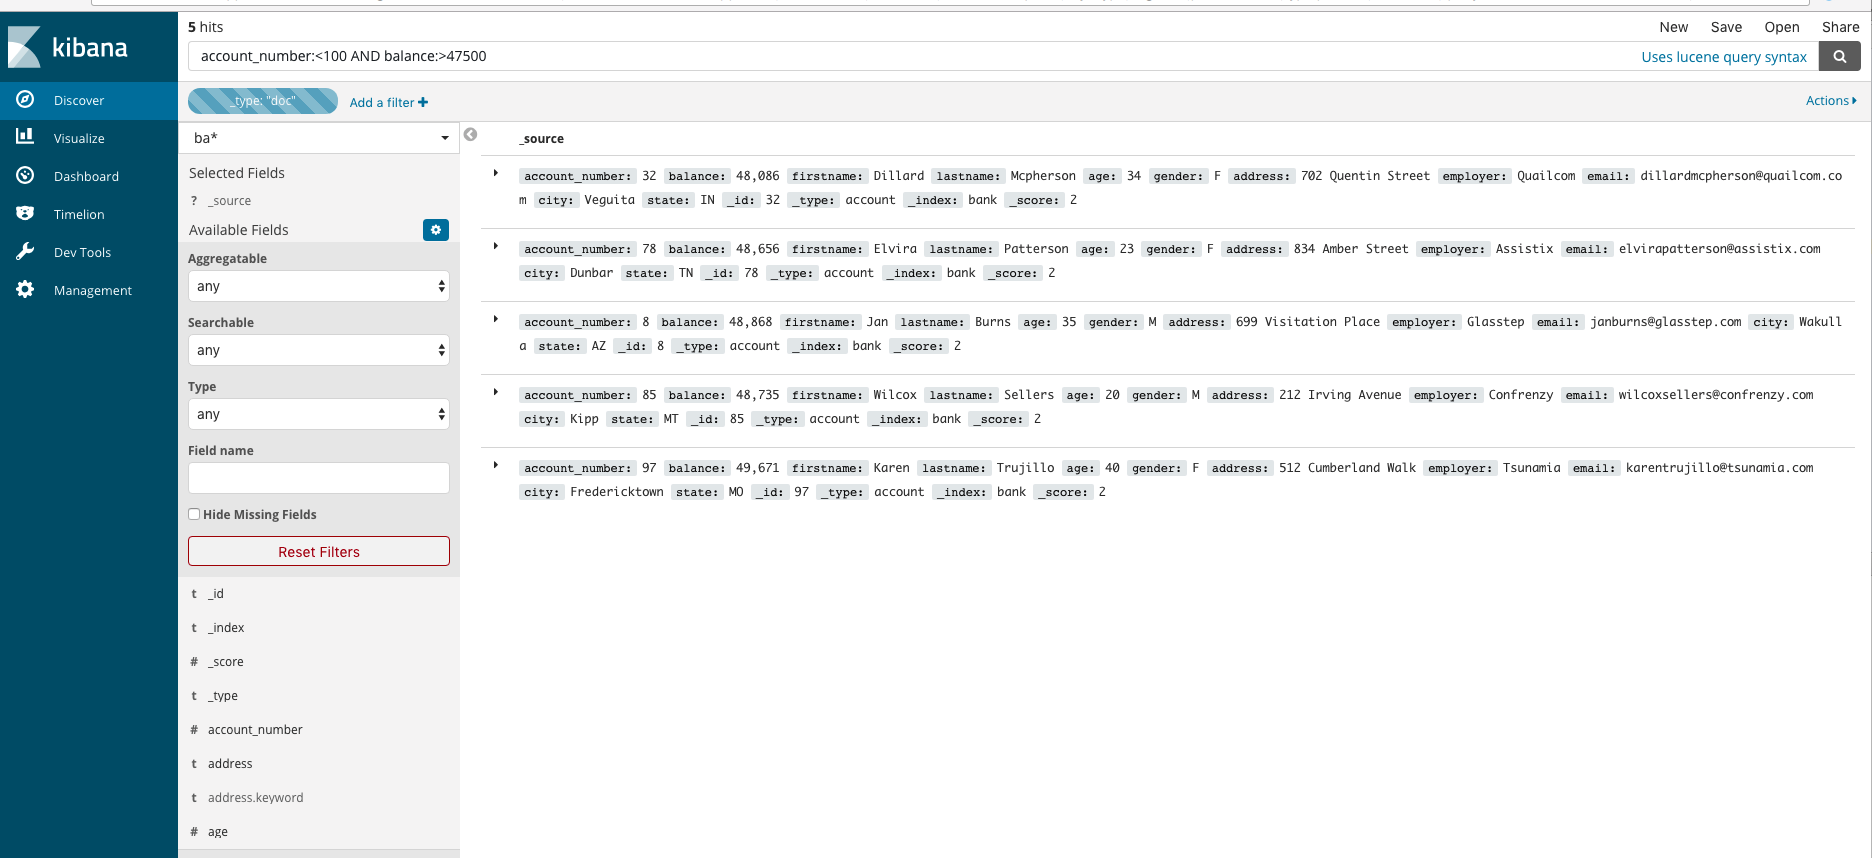 kibana
Discover
Visualize
Dashboard
Timelion
Dev Tools
Management
5 hits
New Save Open Share
account_number:<100 AND balance:>47500
Uses lucene query syntax
_type: "doc"
Add a filter +
Actions
ba*
Selected Fields
? _source
Available Fields
Aggregatable
any
Searchable
any
Type
any
Field name
Hide Missing Fields
Reset Filters
t _id
t _index
# _score
t _type
# account_number
t address
t address.keyword
# age
_source
account_number: 32 balance: 48,086 firstname: Dillard lastname: Mcpherson age: 34 gender: F address: 702 Quentin Street employer: Quailcom email: dillardmcpherson@quailcom.co
m city: Veguita state: IN _id: 32 _type: account _index: bank _score: 2
account_number: 78 balance: 48,656 firstname: Elvira lastname: Patterson age: 23 gender: F address: 834 Amber Street employer: Assistix email: elvirapatterson@assistix.com
city: Dunbar state: TN _id: 78 _type: account _index: bank _score: 2
account_number: 8 balance: 48,868 firstname: Jan lastname: Burns age: 35 gender: M address: 699 Visitation Place employer: Glasstep email: janburns@glasstep.com city: Wakull
a state: AZ _id: 8 _type: account _index: bank _score: 2
account_number: 85 balance: 48,735 firstname: Wilcox lastname: Sellers age: 20 gender: M address: 212 Irving Avenue employer: Confrenzy email: wilcoxsellers@confrenzy.com
city: Kipp state: MT _id: 85 _type: account _index: bank _score: 2
account_number: 97 balance: 49,671 firstname: Karen lastname: Trujillo age: 40 gender: F address: 512 Cumberland Walk employer: Tsunamia email: karentrujillo@tsunamia.com
city: Fredericktown state: MO _id: 97 _type: account _index: bank _score: 2